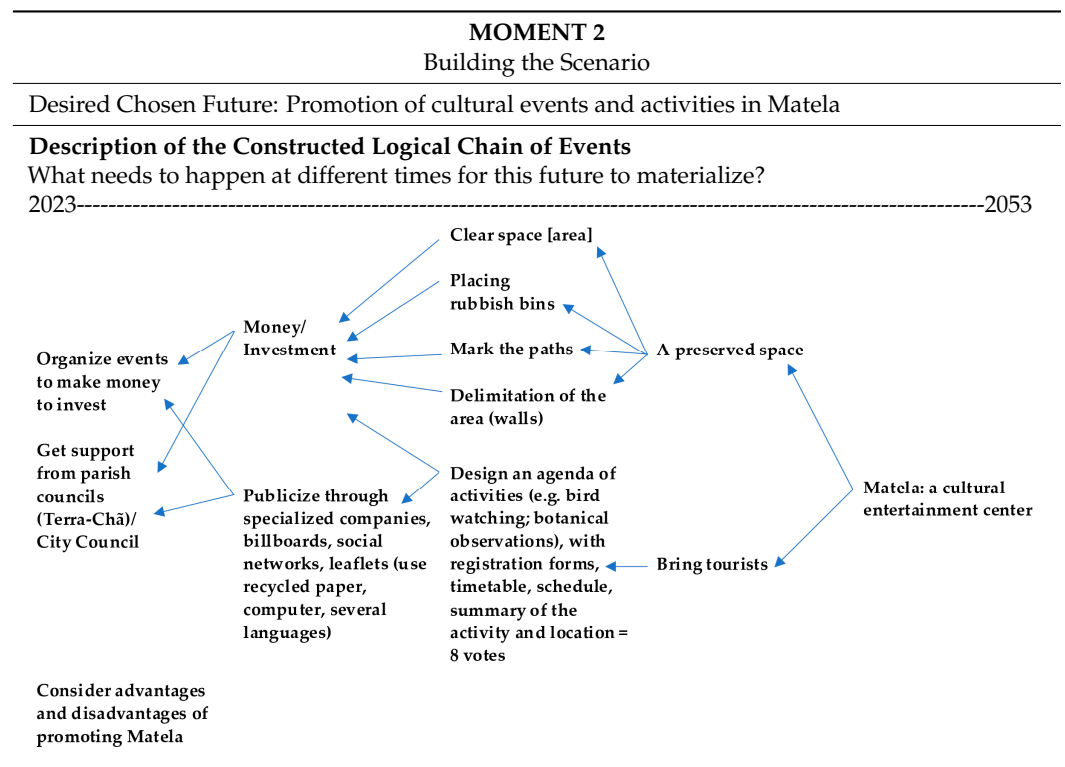 MOMENT 2
Building the Scenario
Desired Chosen Future: Promotion of cultural events and activities in Matela
Description of the Constructed Logical Chain of Events
What needs to happen at different times for this future to materialize?
2023--------------------------------------------------------------------------------------------------------------------2053
Clear space [area]
Placing
rubbish bins
Money/
Investment
Mark the paths
A preserved space
Organize events
to make money
to invest
Delimitation of the
area (walls)
Get support
from parish
councils
(Terra-Chã)/
City Council
Publicize through
specialized companies,
billboards, social
networks, leaflets (use
recycled paper,
computer, several
languages)
Design an agenda of
activities (e.g. bird
watching; botanical
observations), with
registration forms,
timetable, schedule,
summary of the
activity and location =
8 votes
Bring tourists
Matela: a cultural
entertainment center
Consider advantages
and disadvantages of
promoting Matela